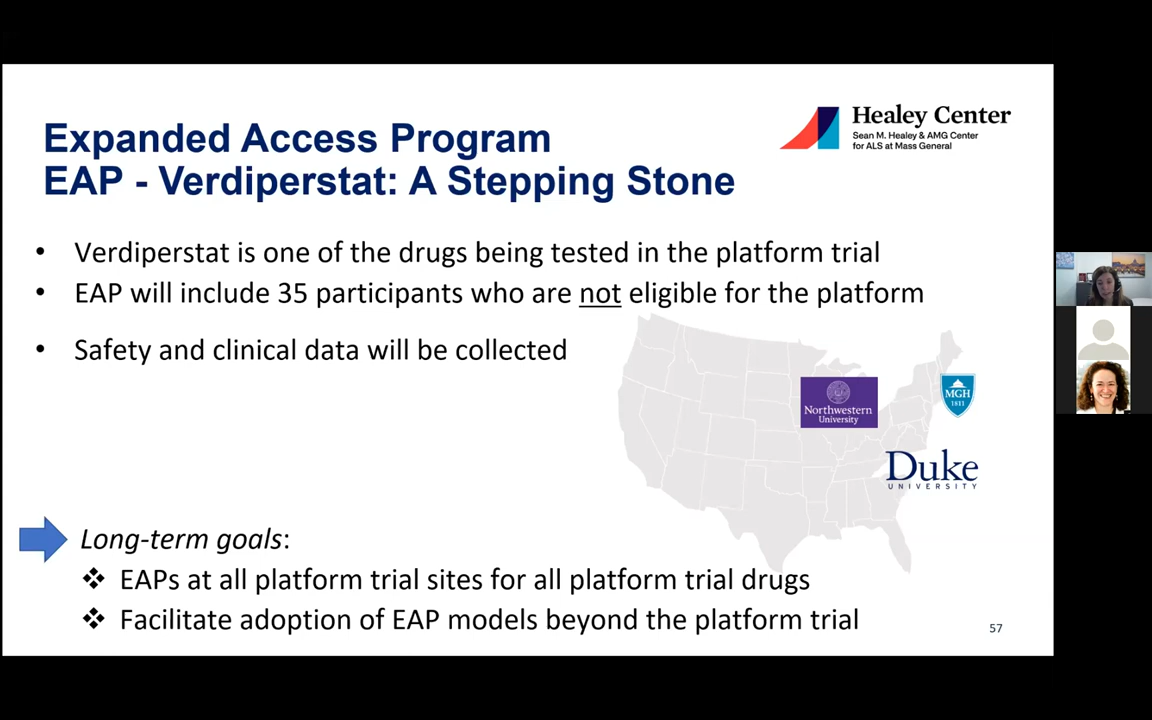 Expanded Access Program
EAP - Verdiperstat: A Stepping Stone
Healey Center
Sean M. Healey & AMG Center
for ALS at Mass General
• Verdiperstat is one of the drugs being tested in the platform trial
• EAP will include 35 participants who are not eligible for the platform
• Safety and clinical data will be collected
Northwestern
University
MGH
1811
Duke
UNIVERSITY
Long-term goals:
❖ EAPs at all platform trial sites for all platform trial drugs
❖ Facilitate adoption of EAP models beyond the platform trial
57